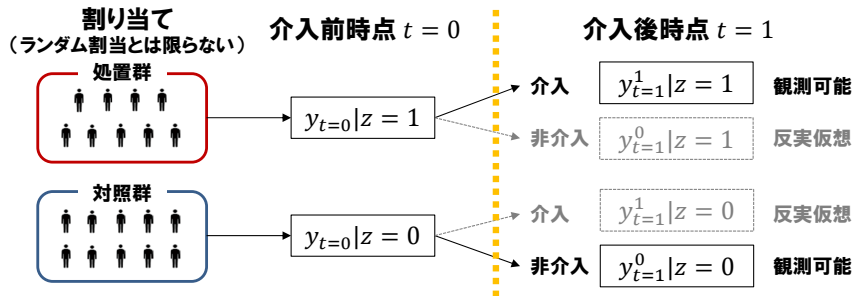 割り当て
（ランダム割当とは限らない）
介入前時点 t = 0
介入後時点 t = 1
処置群
y_{t=0}|z = 1
介入
y^1_{t=1}|z = 1
観測可能
非介入
y^0_{t=1}|z = 1
反実仮想
対照群
y_{t=0}|z = 0
介入
y^1_{t=1}|z = 0
反実仮想
非介入
y^0_{t=1}|z = 0
観測可能